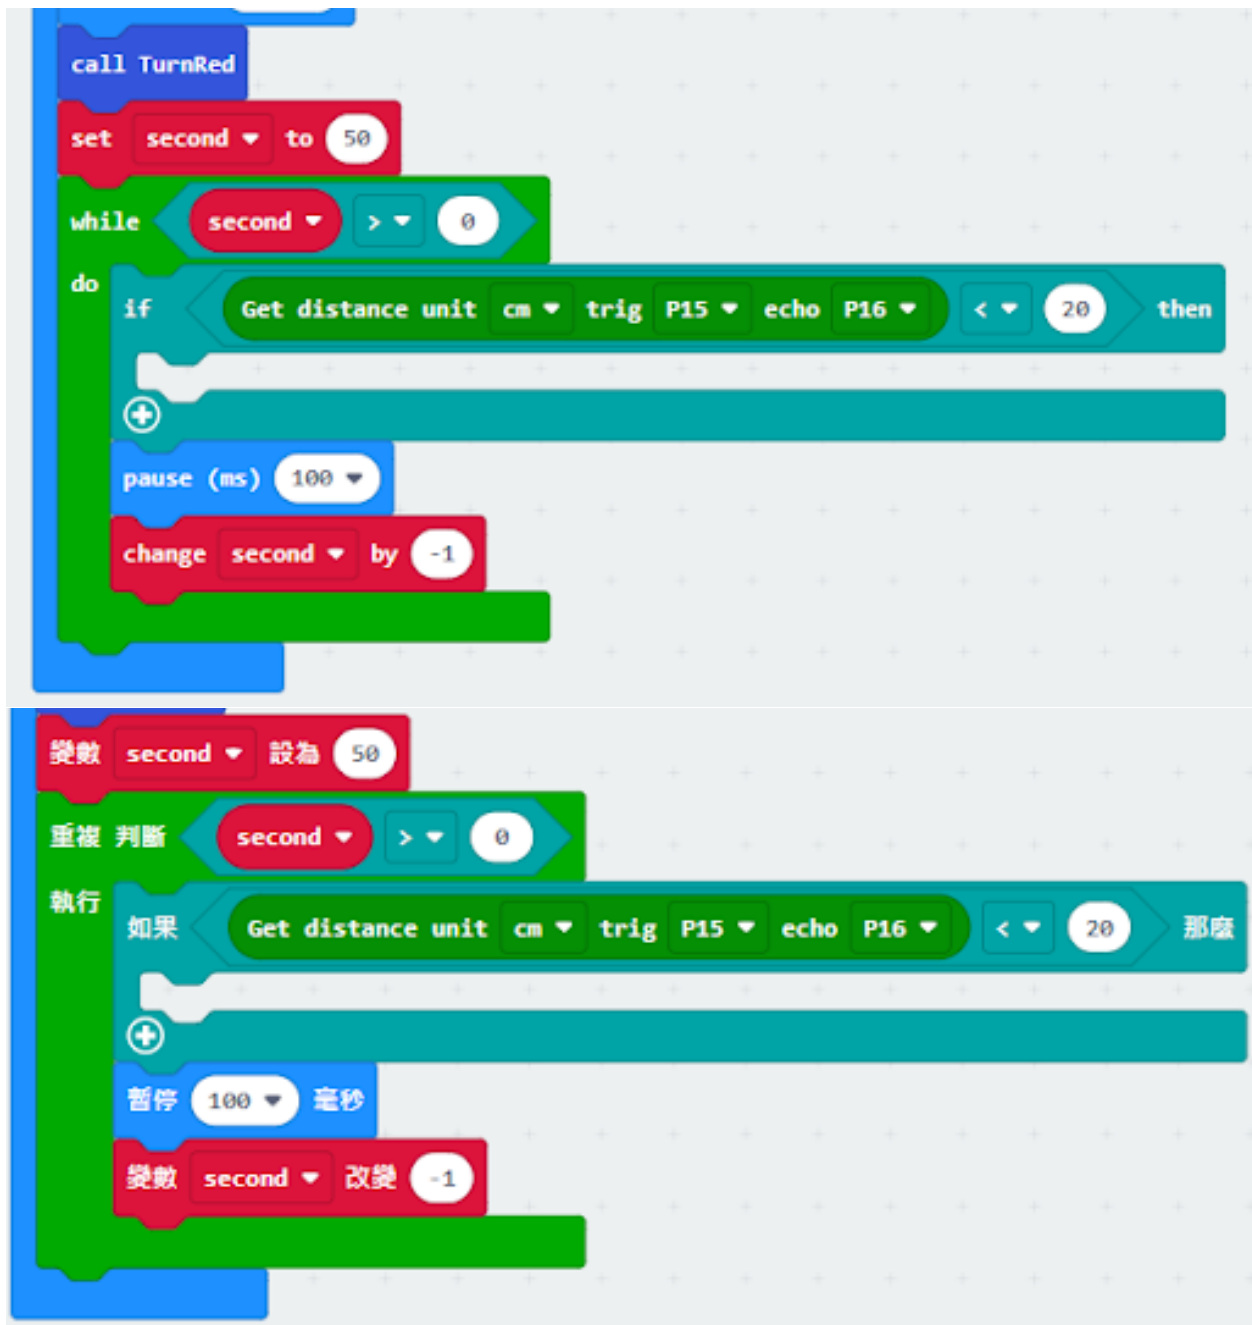 call TurnRed
set second to 50
while second > 0
do
if Get distance unit cm trig P15 echo P16 < 20 then
pause (ms) 100
change second by -1
變數 second 設為 50
重複 判斷 second > 0
執行
如果 Get distance unit cm trig P15 echo P16 < 20 那麼
暫停 100 毫秒
變數 second 改變 -1